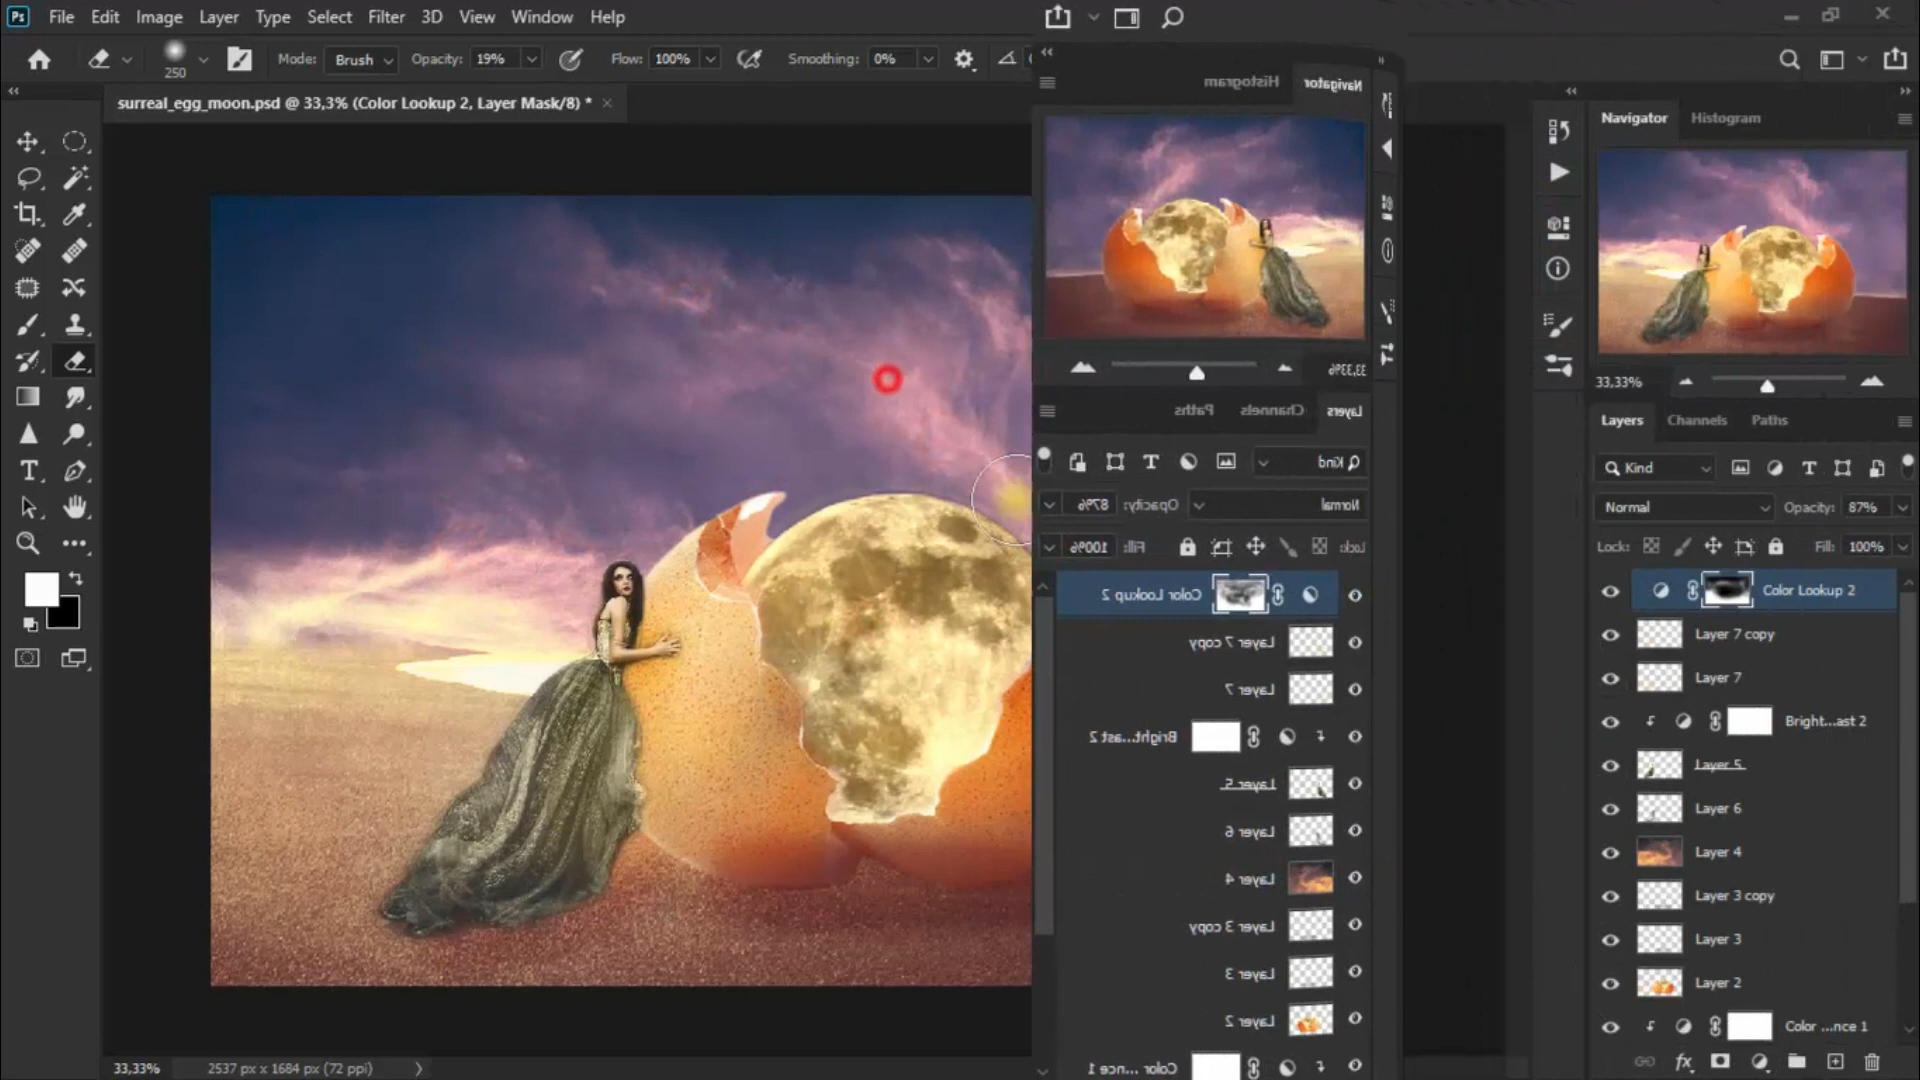 Ps File Edit Image Layer Type Select Filter 3D View Window Help
250 Mode: Brush Opacity: 19% Flow: 100% Smoothing: 0%
surreal_egg_moon.psd @ 33,3% (Color Lookup 2, Layer Mask/8) *
Navigator Histogram
33,33%
Layers Channels Paths
Kind
Normal Opacity: 87%
Lock: Fill: 100%
Color Lookup 2
Layer 7 copy
Layer 7
Bright...ast 2
Layer 5
Layer 6
Layer 4
Layer 3 copy
Layer 3
Layer 2
Color ...nce 1
Navigator Histogram
33,33%
Layers Channels Paths
Kind
Normal Opacity: 87%
Lock: Fill: 100%
Color Lookup 2
Layer 7 copy
Layer 7
Bright...ast 2
Layer 5
Layer 6
Layer 4
Layer 3 copy
Layer 3
Layer 2
Color ...nce 1
fx
33,33% 2537 px x 1684 px (72 ppi)